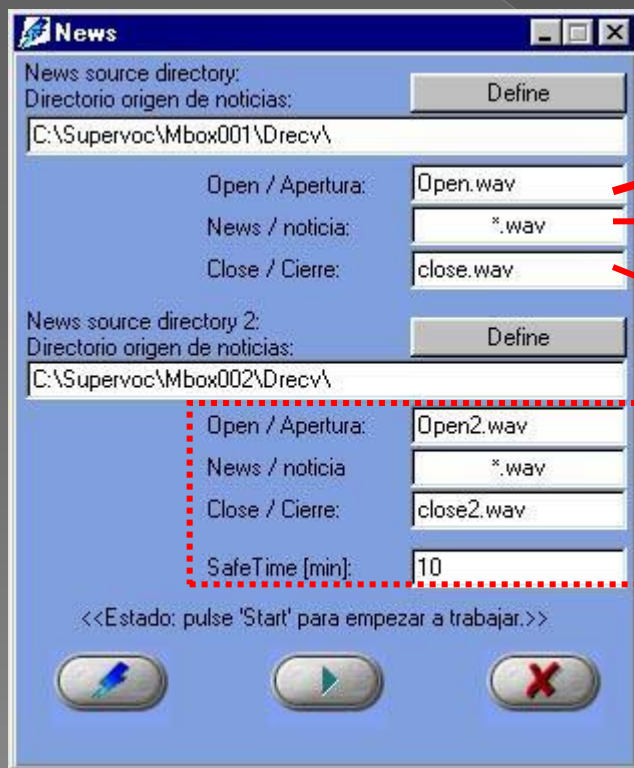 News
News source directory:
Directorio origen de noticias:
Define
C:\Supervoc\Mbox001\Drecv\
Open / Apertura:
Open.wav
News / noticia:
*.wav
Close / Cierre:
close.wav
News source directory 2:
Directorio origen de noticias:
Define
C:\Supervoc\Mbox002\Drecv\
Open / Apertura:
Open2.wav
News / noticia
*.wav
Close / Cierre:
close2.wav
SafeTime [min]:
10
<<Estado: pulse 'Start' para empezar a trabajar.>>